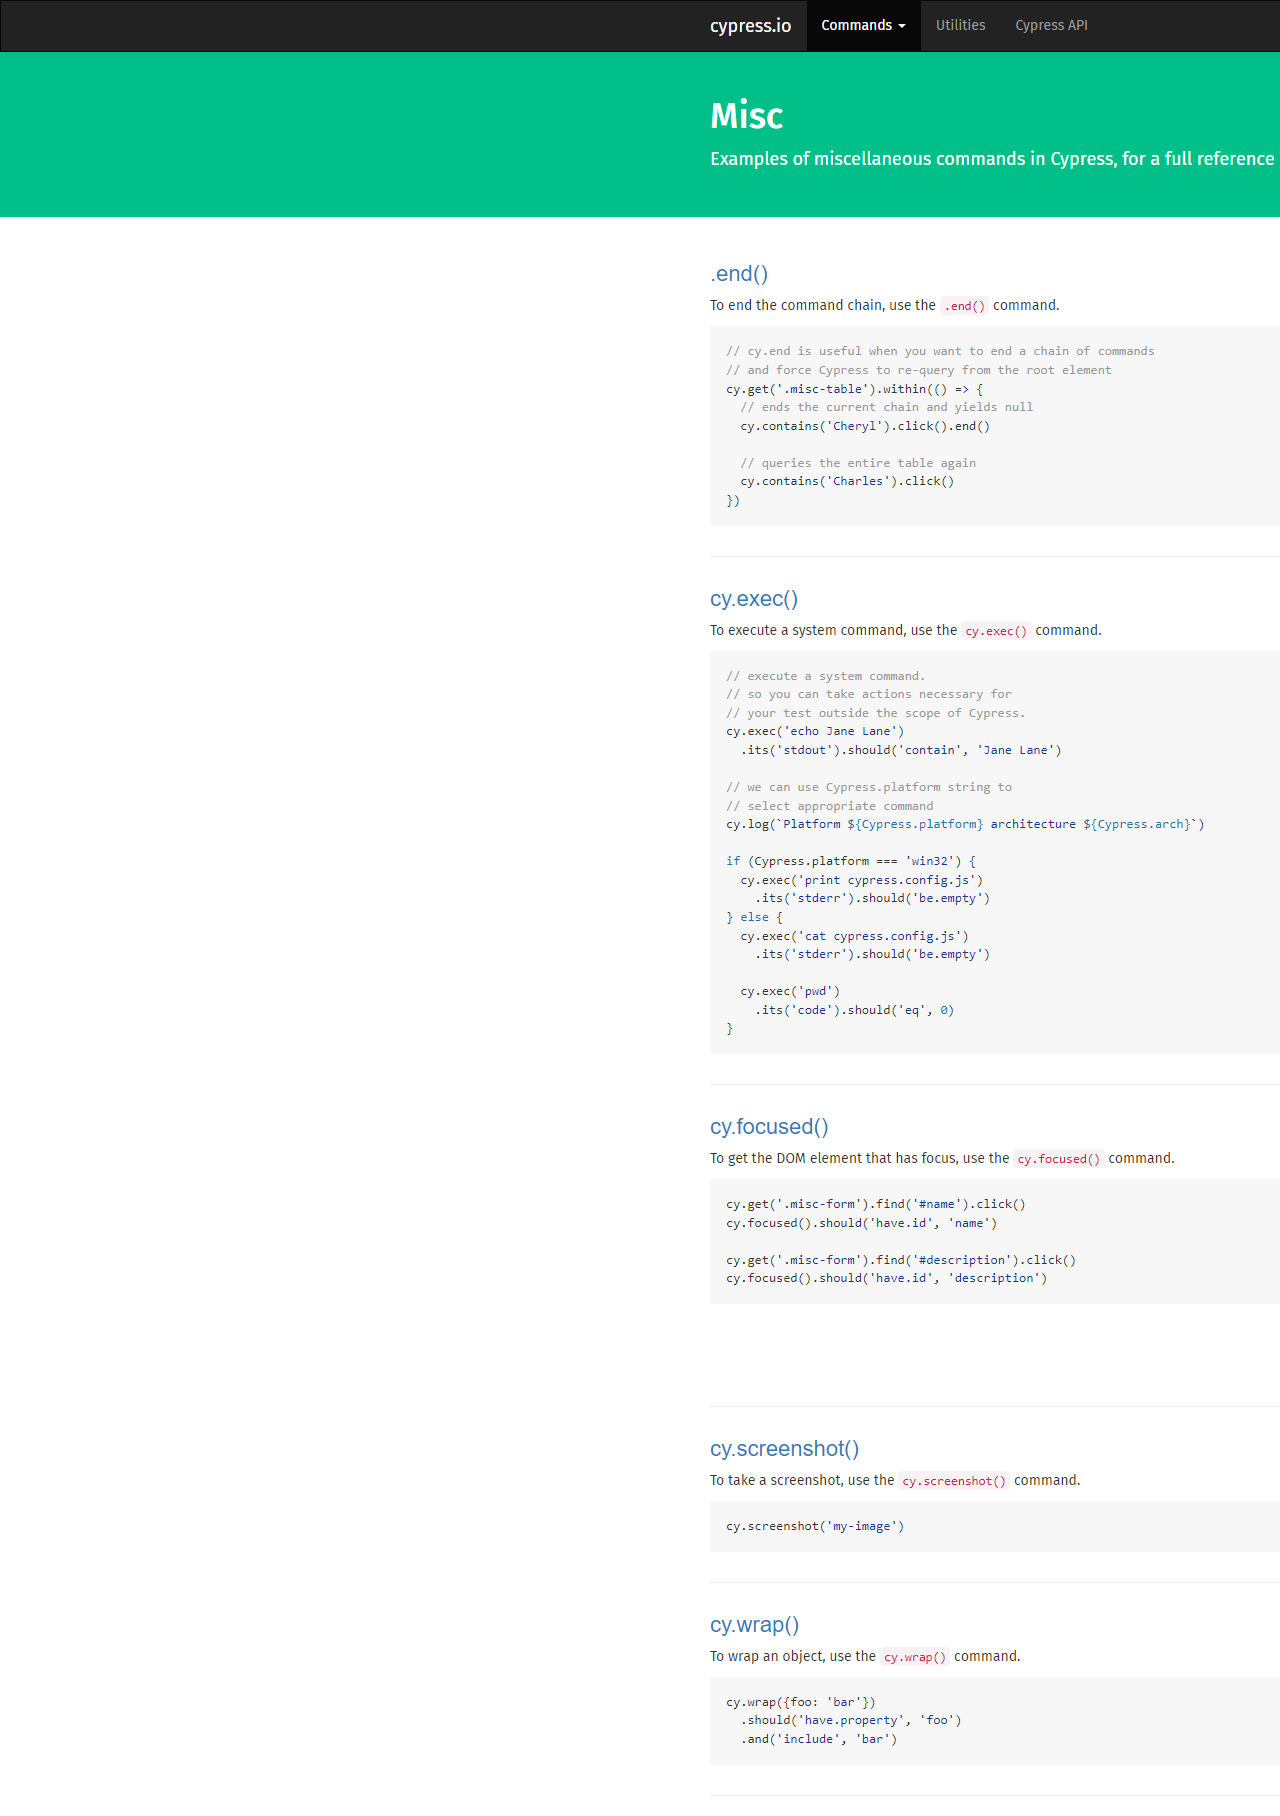 cypress.io Commands Utilities Cypress API
Misc
Examples of miscellaneous commands in Cypress, for a full reference
.end()
To end the command chain, use the .end() command.
// cy.end is useful when you want to end a chain of commands
// and force Cypress to re-query from the root element
cy.get('.misc-table').within(() => {
  // ends the current chain and yields null
  cy.contains('Cheryl').click().end()
  // queries the entire table again
  cy.contains('Charles').click()
})
cy.exec()
To execute a system command, use the cy.exec() command.
// execute a system command.
// so you can take actions necessary for
// your test outside the scope of Cypress.
cy.exec('echo Jane Lane')
  .its('stdout').should('contain', 'Jane Lane')
// we can use Cypress.platform string to
// select appropriate command
cy.log(`Platform ${Cypress.platform} architecture ${Cypress.arch}`)
if (Cypress.platform === 'win32') {
  cy.exec('print cypress.config.js')
    .its('stderr').should('be.empty')
} else {
  cy.exec('cat cypress.config.js')
    .its('stderr').should('be.empty')
  cy.exec('pwd')
    .its('code').should('eq', 0)
}
cy.focused()
To get the DOM element that has focus, use the cy.focused() command.
cy.get('.misc-form').find('#name').click()
cy.focused().should('have.id', 'name')
cy.get('.misc-form').find('#description').click()
cy.focused().should('have.id', 'description')
cy.screenshot()
To take a screenshot, use the cy.screenshot() command.
cy.screenshot('my-image')
cy.wrap()
To wrap an object, use the cy.wrap() command.
cy.wrap({foo: 'bar'})
  .should('have.property', 'foo')
  .and('include', 'bar')